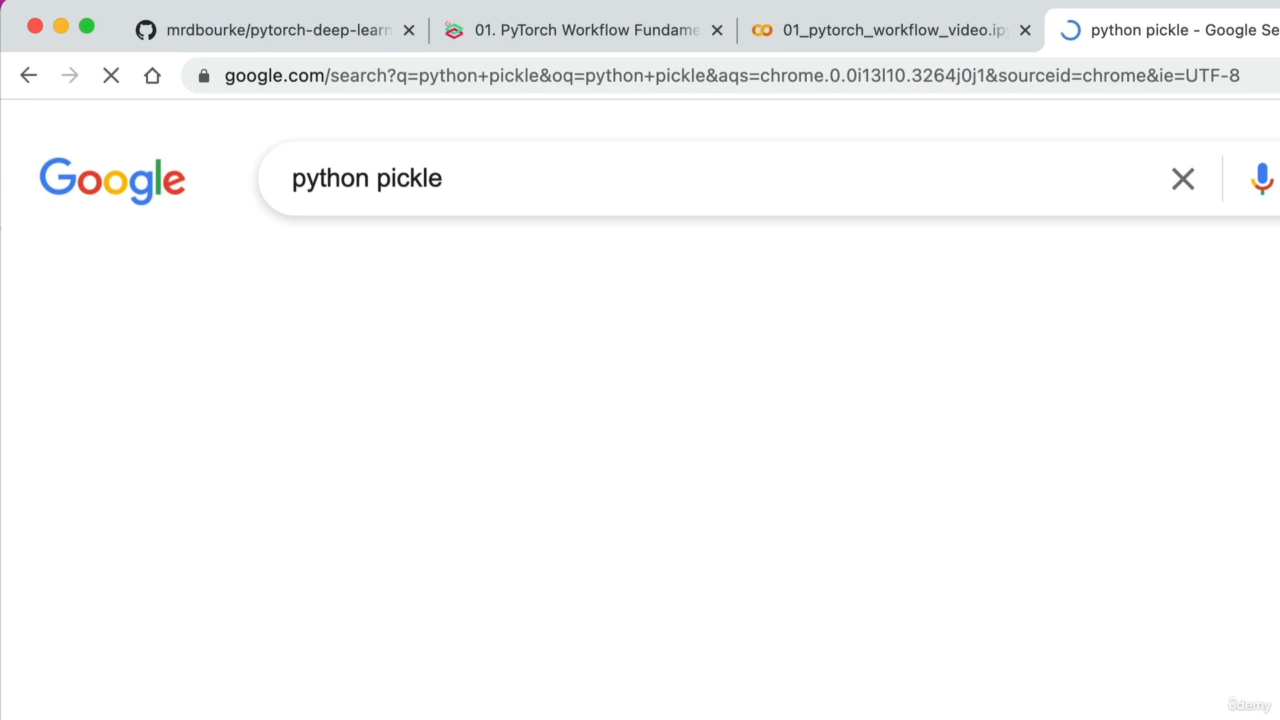 mrdbourke/pytorch-deep-learn
01. PyTorch Workflow Fundame
01_pytorch_workflow_video.ip
python pickle - Google Se
google.com/search?q=python+pickle&oq=python+pickle&aqs=chrome.0.0i13l10.3264j0j1&sourceid=chrome&ie=UTF-8
Google
python pickle
ûdemy